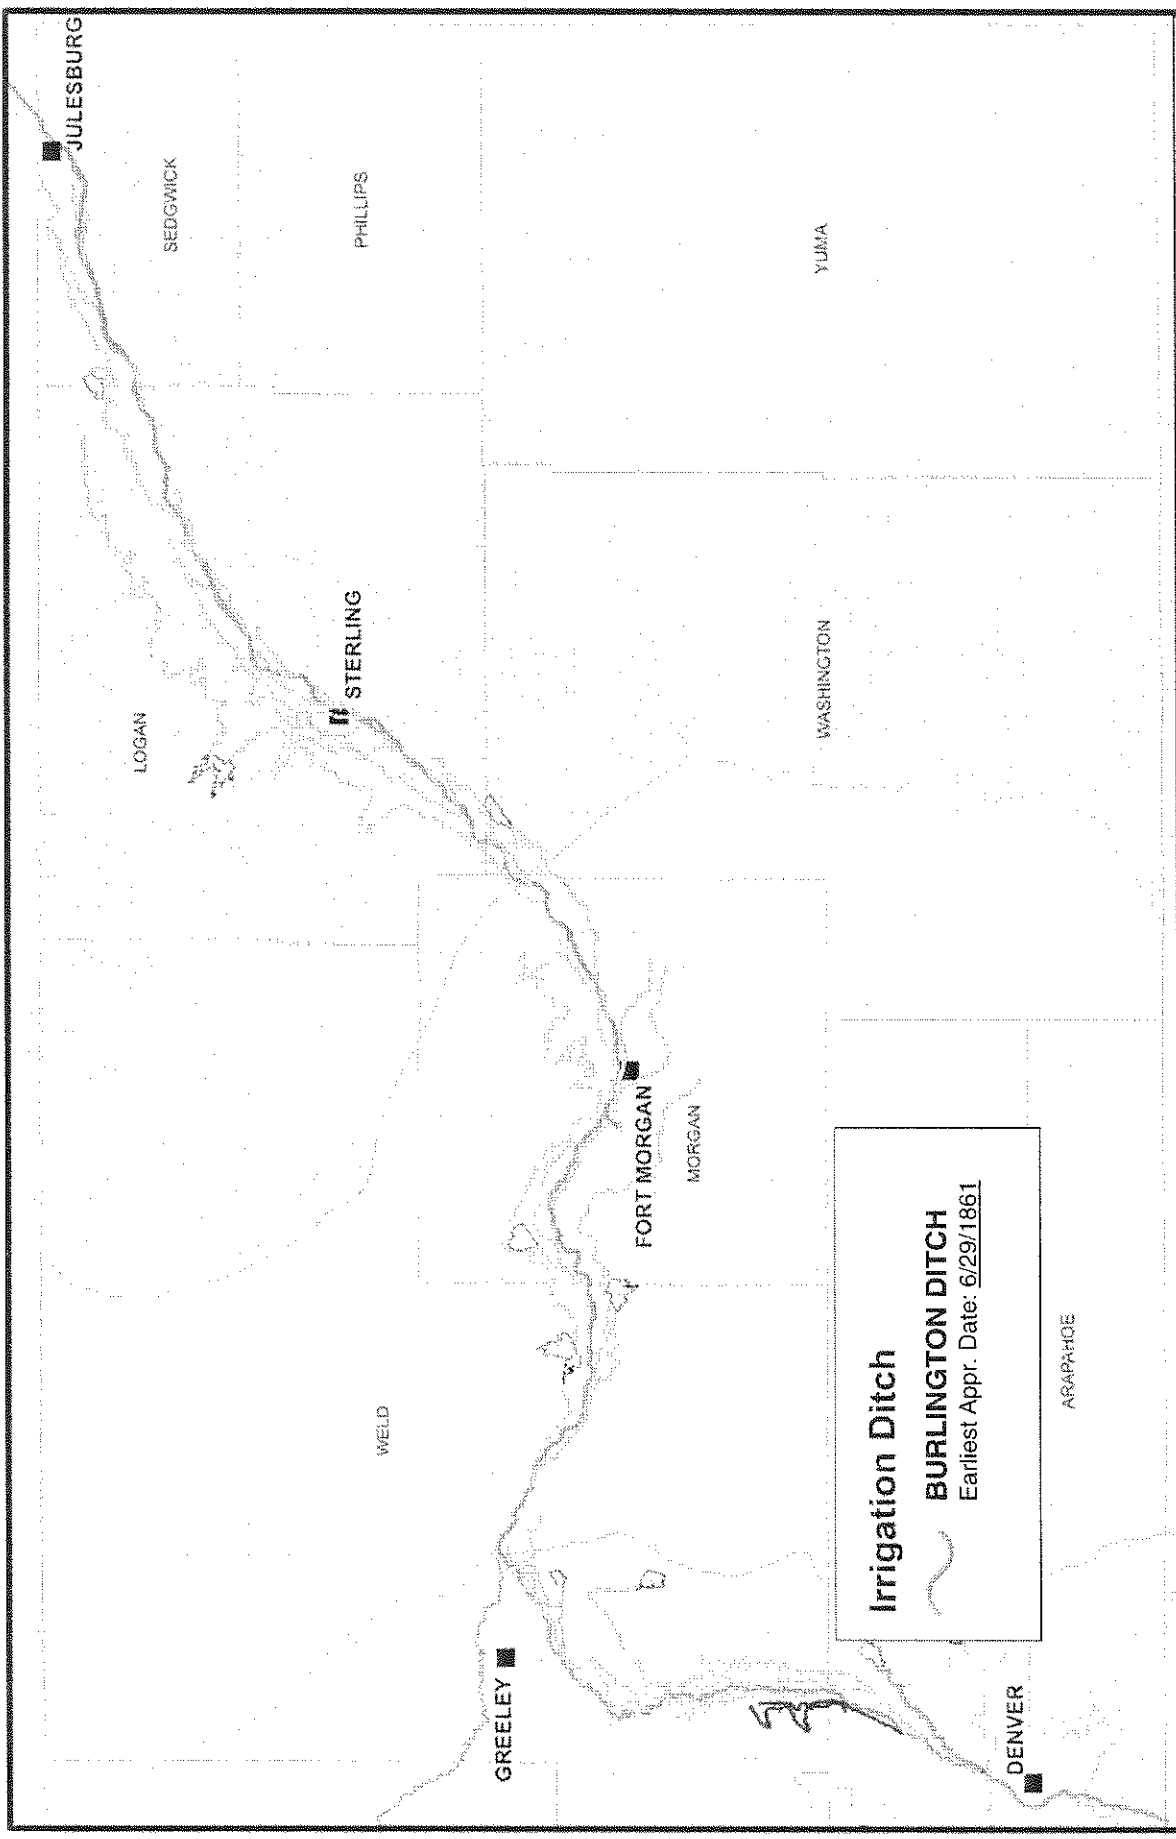 JULESBURG
SEDGWICK
PHILLIPS
YUMA
LOGAN
STERLING
WASHINGTON
WELD
FORT MORGAN
MORGAN
GREELEY
DENVER
ARAPAHOE
Irrigation Ditch
BURLINGTON DITCH
Earliest Appr. Date: 6/29/1861